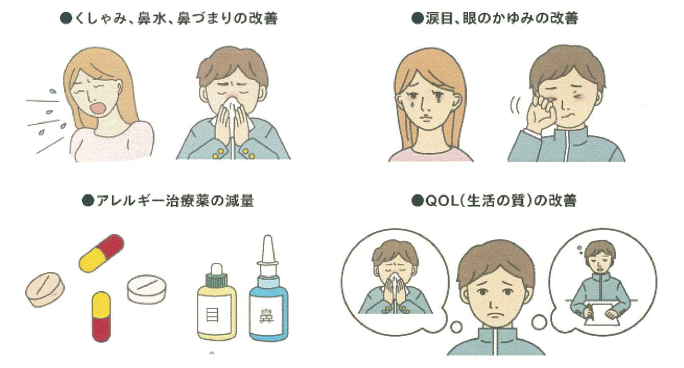 ●くしゃみ、鼻水、鼻づまりの改善
●涙目、眼のかゆみの改善
●アレルギー治療薬の減量
●QOL(生活の質)の改善
目
鼻